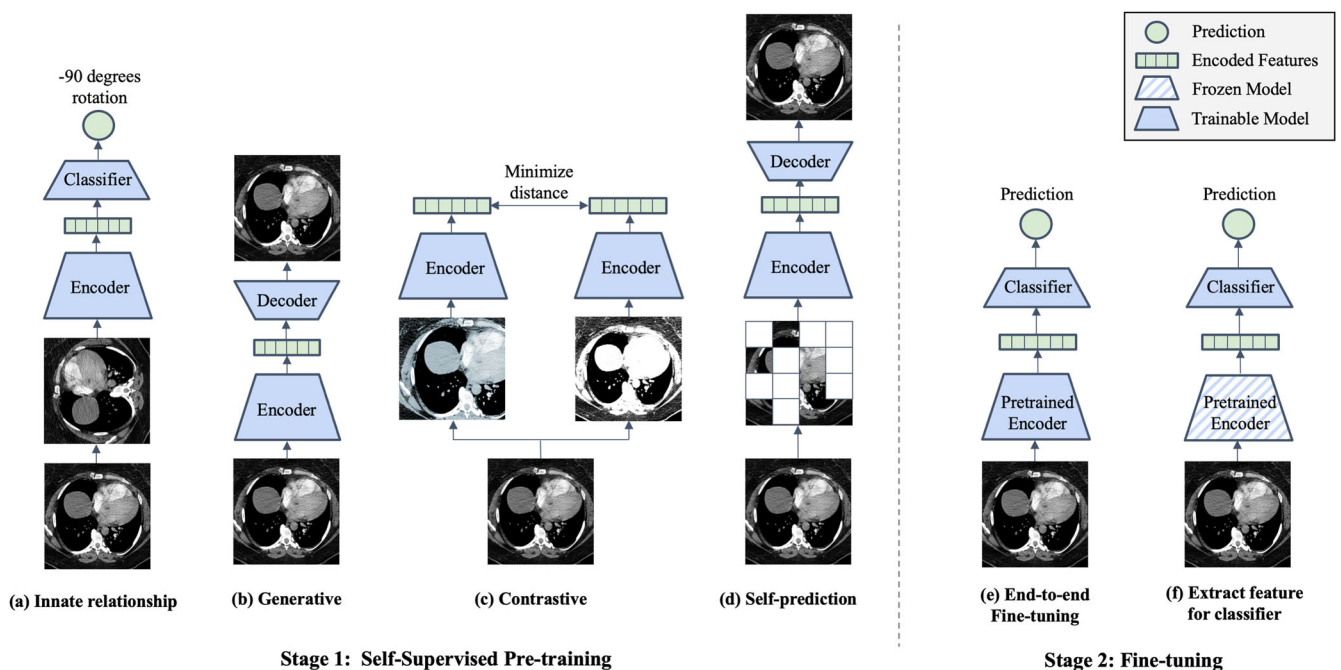 -90 degrees
rotation
Classifier
Encoder
(a) Innate relationship
Decoder
Encoder
(b) Generative
Minimize
distance
Encoder
Encoder
(c) Contrastive
Decoder
Encoder
(d) Self-prediction
Stage 1: Self-Supervised Pre-training
Prediction
Encoded Features
Frozen Model
Trainable Model
Prediction
Classifier
Pretrained
Encoder
(e) End-to-end
Fine-tuning
Prediction
Classifier
Pretrained
Encoder
(f) Extract feature
for classifier
Stage 2: Fine-tuning